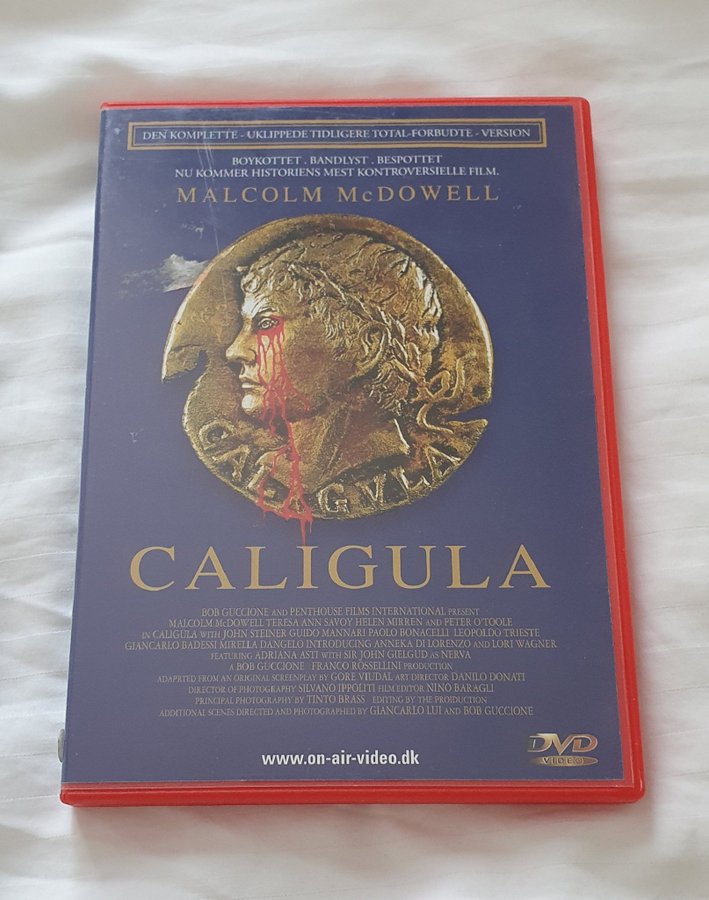 DEN KOMPLETTE - UKLIPPEDE TIDLIGERE TOTAL-FORBUDTE - VERSION
BOYKOTTET . BANDLYST . BESPOTTET
NU KOMMER HISTORIENS MEST KONTROVERSIELLE FILM.
MALCOLM McDOWELL
CALIGULA
CALIGULA
BOB GUCCIONE AND PENTHOUSE FILMS INTERNATIONAL PRESENT
MALCOLM McDOWELL TERESA ANN SAVOY HELEN MIRREN AND PETER O'TOOLE
IN CALIGULA WITH JOHN STEINER GUIDO MANNARI PAOLO BONACELLI LEOPOLDO TRIESTE
GIANCARLO BADESSI MIRELLA DANGELO INTRODUCING ANNEKA DI LORENZO AND LORI WAGNER
FEATURING ADRIANA ASTI WITH SIR JOHN GIELGUD AS NERVA
A BOB GUCCIONE FRANCO ROSSELLINI PRODUCTION
ADAPRTED FROM AN ORIGINAL SCREENPLAY BY GORE VIUDAL ART DIRECTOR DANILO DONATI
DIRECTOR OF PHOTOGRAPHY SILVANO IPPOLITI FILM EDITOR NINO BARAGLI
PRINCIPAL PHOTOGRAPHY BY TINTO BRASS EDITING BY THE PRODUNTION
ADDITIONAL SCENES DIRECTED AND PHOTOGRAPHED BY GIANCARLO LUI AND BOB GUCCIONE
www.on-air-video.dk
DVD
VIDEO